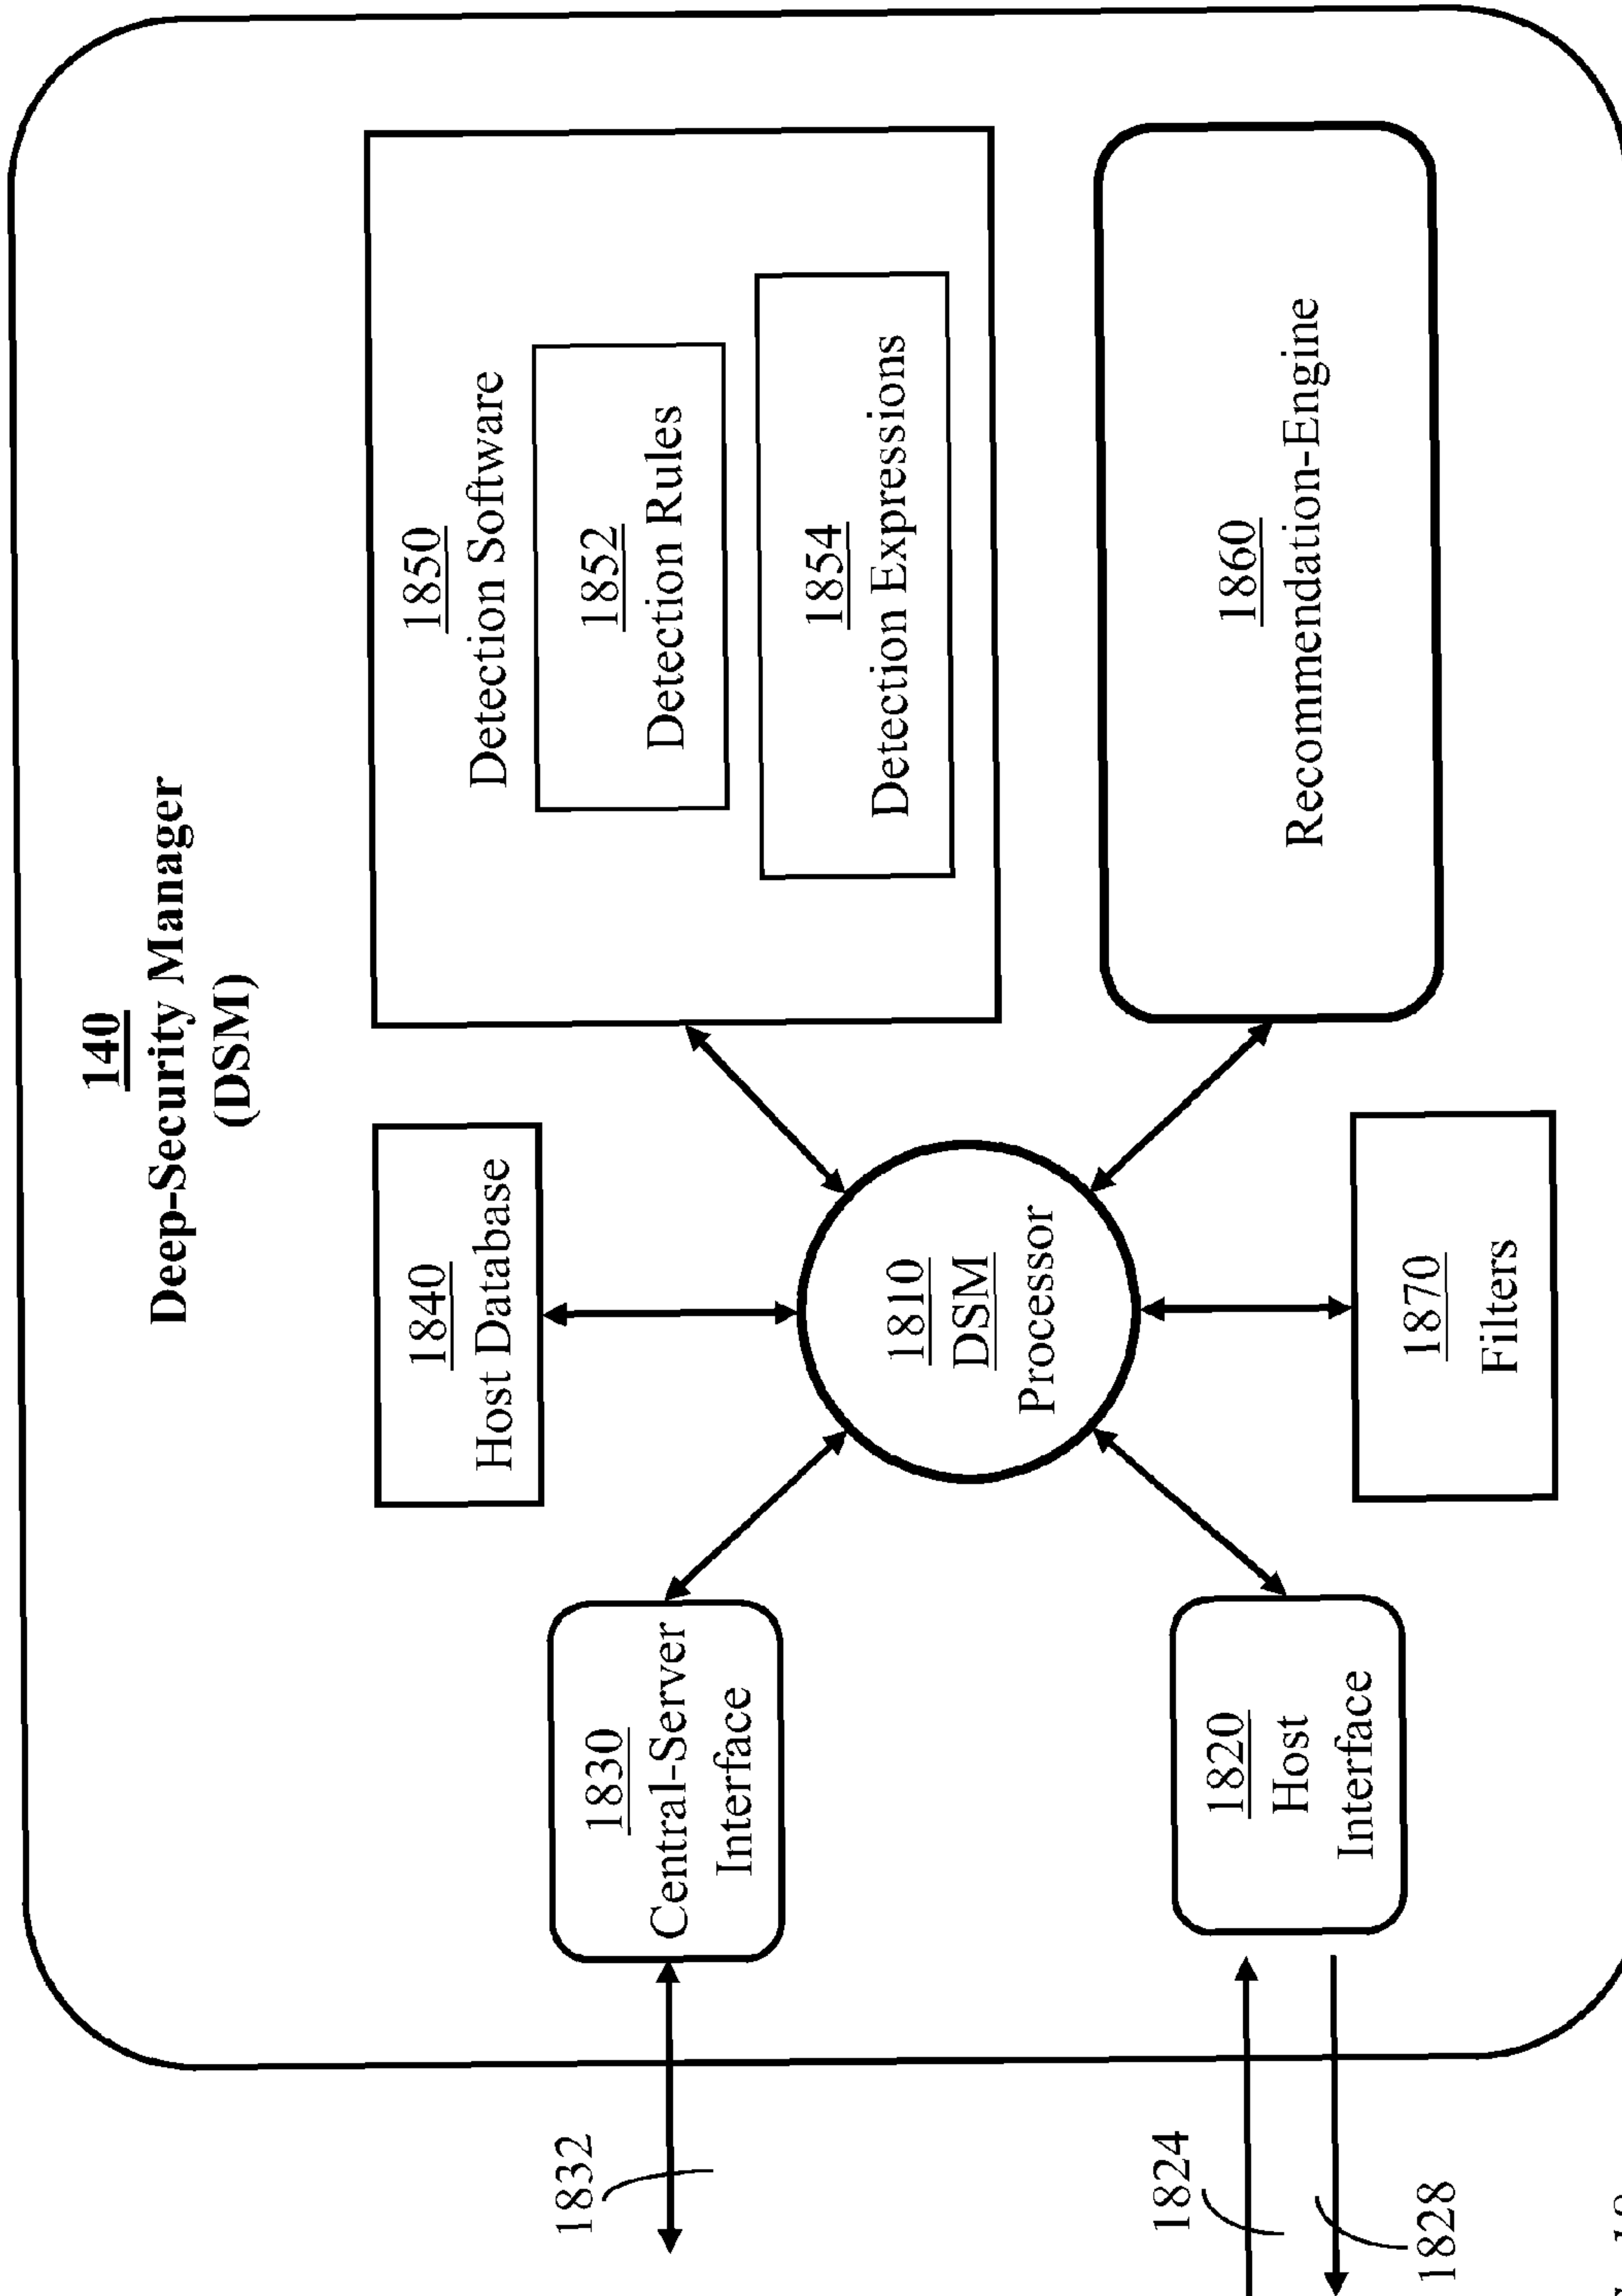 140
Deep-Security Manager
(DSM)
1850
Detection Software
1852
Detection Rules
1854
Detection Expressions
1860
Recommendation-Engine
1840
Host Database
1810
DSM
Processor
1870
Filters
1830
Central-Server
Interface
1820
Host
Interface
1832
1824
1828